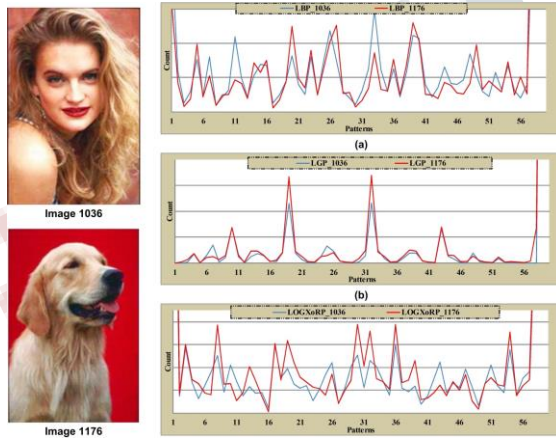 LBP_1036 LBP_1176
Count
1 6 11 16 21 26 31 36 41 46 51 56
Patterns
(a)
Image 1036
LGP_1036 LGP_1176
Count
1 6 11 16 21 26 31 36 41 46 51 56
Patterns
(b)
LOGXoRP_1036 LOGXoRP_1176
Count
1 6 11 16 21 26 31 36 41 46 51 56
Patterns
Image 1176